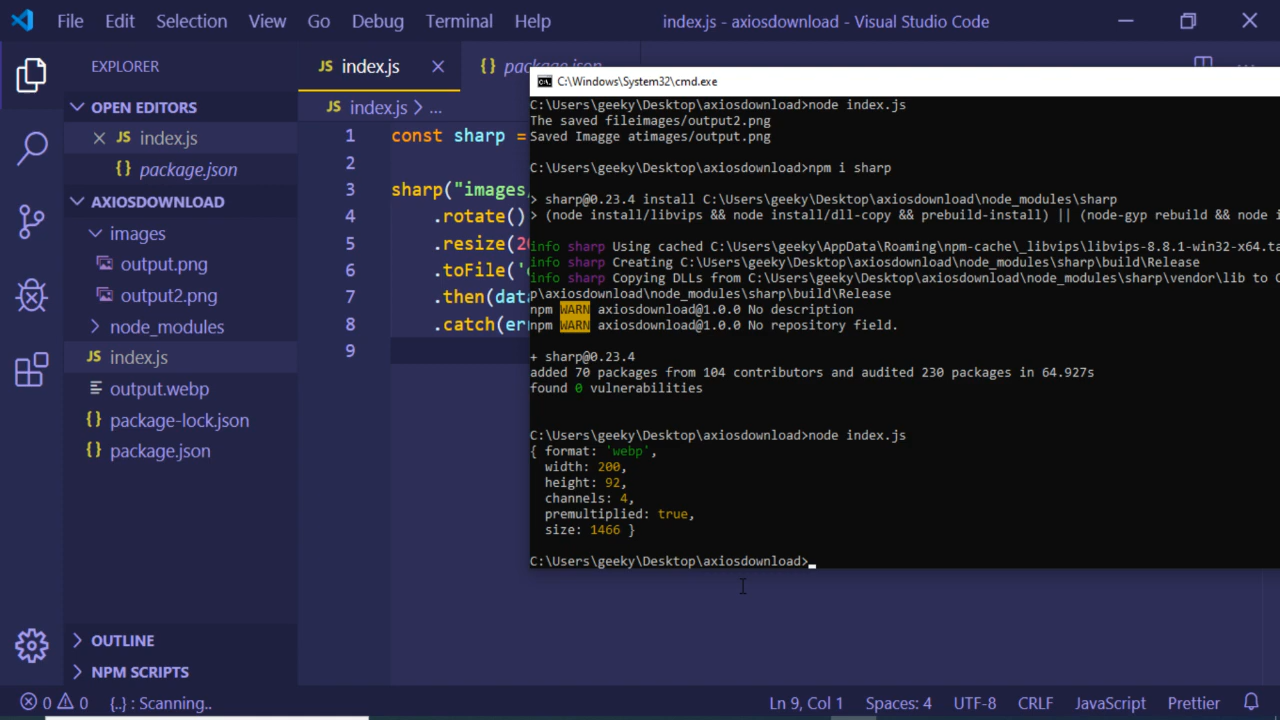 File Edit Selection View Go Debug Terminal Help index.js - axiosdownload - Visual Studio Code
EXPLORER
OPEN EDITORS
JS index.js
{} package.json
AXIOSDOWNLOAD
images
output.png
output2.png
node_modules
JS index.js
output.webp
{} package-lock.json
{} package.json
OUTLINE
NPM SCRIPTS
JS index.js {} package.json
JS index.js > ...
1 const sharp =
2
3 sharp("images
4 .rotate()
5 .resize(20
6 .toFile('
7 .then(data
8 .catch(err
9
C:\Windows\System32\cmd.exe
C:\Users\geeky\Desktop\axiosdownload>node index.js
The saved fileimages/output2.png
Saved Imagge atimages/output.png
C:\Users\geeky\Desktop\axiosdownload>npm i sharp
> sharp@0.23.4 install C:\Users\geeky\Desktop\axiosdownload\node_modules\sharp
> (node install/libvips && node install/dll-copy && prebuild-install) || (node-gyp rebuild && node i
info sharp Using cached C:\Users\geeky\AppData\Roaming\npm-cache\_libvips\libvips-8.8.1-win32-x64.ta
info sharp Creating C:\Users\geeky\Desktop\axiosdownload\node_modules\sharp\build\Release
info sharp Copying DLLs from C:\Users\geeky\Desktop\axiosdownload\node_modules\sharp\vendor\lib to C
p\axiosdownload\node_modules\sharp\build\Release
npm WARN axiosdownload@1.0.0 No description
npm WARN axiosdownload@1.0.0 No repository field.
+ sharp@0.23.4
added 70 packages from 104 contributors and audited 230 packages in 64.927s
found 0 vulnerabilities
C:\Users\geeky\Desktop\axiosdownload>node index.js
{ format: 'webp',
width: 200,
height: 92,
channels: 4,
premultiplied: true,
size: 1466 }
C:\Users\geeky\Desktop\axiosdownload>
0 0 {..} : Scanning.. Ln 9, Col 1 Spaces: 4 UTF-8 CRLF JavaScript Prettier